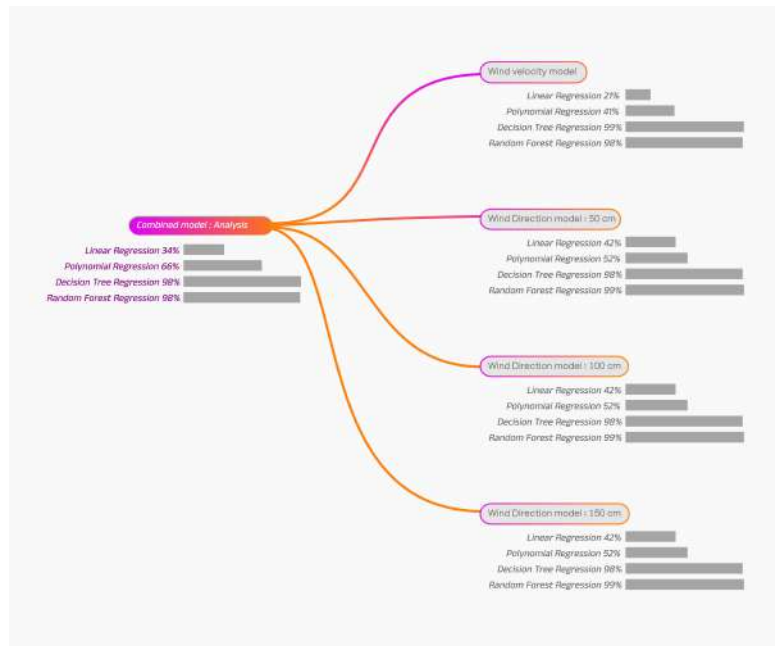 Combined model : Analysis
Linear Regression 34%
Polynomial Regression 66%
Decision Tree Regression 98%
Random Forest Regression 98%
Wind velocity model
Linear Regression 21%
Polynomial Regression 41%
Decision Tree Regression 99%
Random Forest Regression 98%
Wind Direction model : 50 cm
Linear Regression 42%
Polynomial Regression 52%
Decision Tree Regression 98%
Random Forest Regression 99%
Wind Direction model : 100 cm
Linear Regression 42%
Polynomial Regression 52%
Decision Tree Regression 98%
Random Forest Regression 99%
Wind Direction model : 150 cm
Linear Regression 42%
Polynomial Regression 52%
Decision Tree Regression 98%
Random Forest Regression 99%